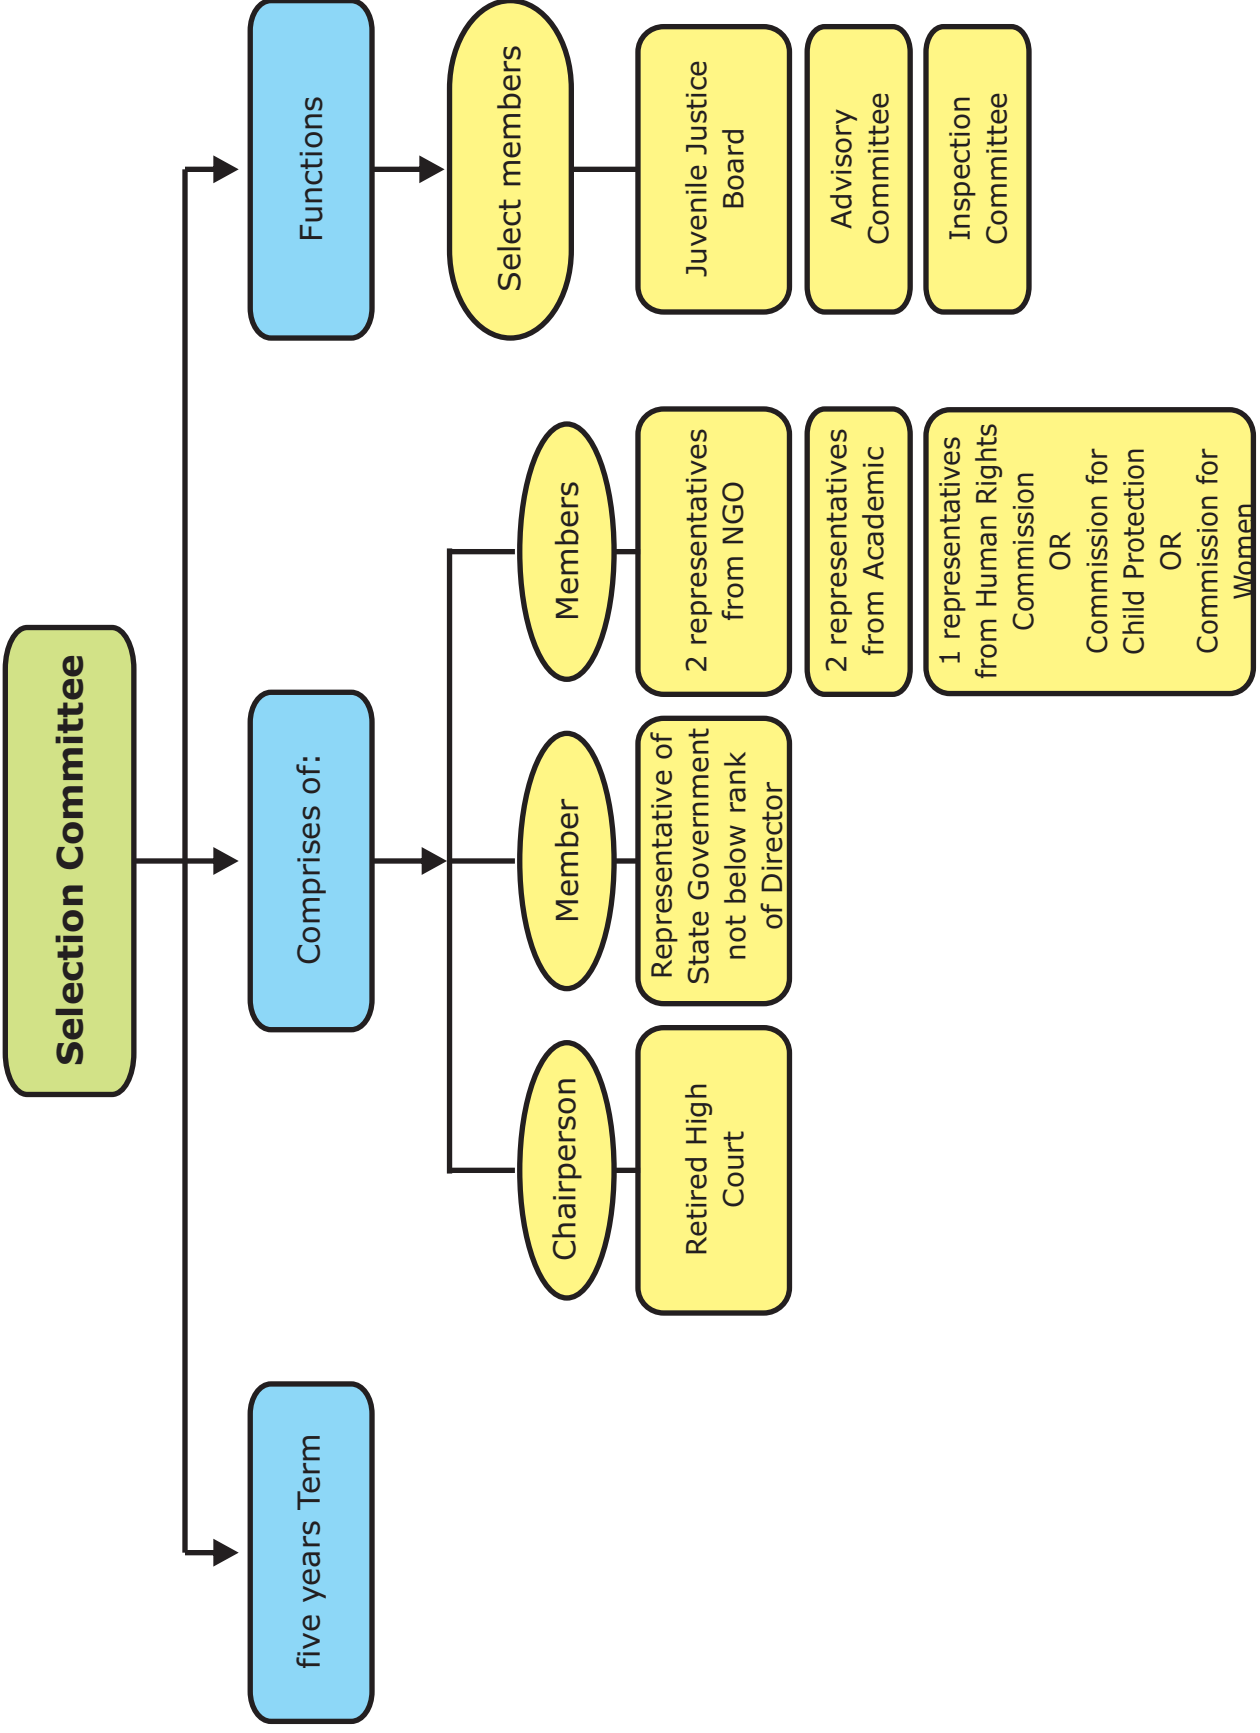 Selection Committee
five years Term
Comprises of:
Functions
Chairperson
Retired High
Court
Member
Representative of
State Government
not below rank
of Director
Members
2 representatives
from NGO
2 representatives
from Academic
1 representatives
from Human Rights
Commission
OR
Commission for
Child Protection
OR
Commission for
Women
Select members
Juvenile Justice
Board
Advisory
Committee
Inspection
Committee